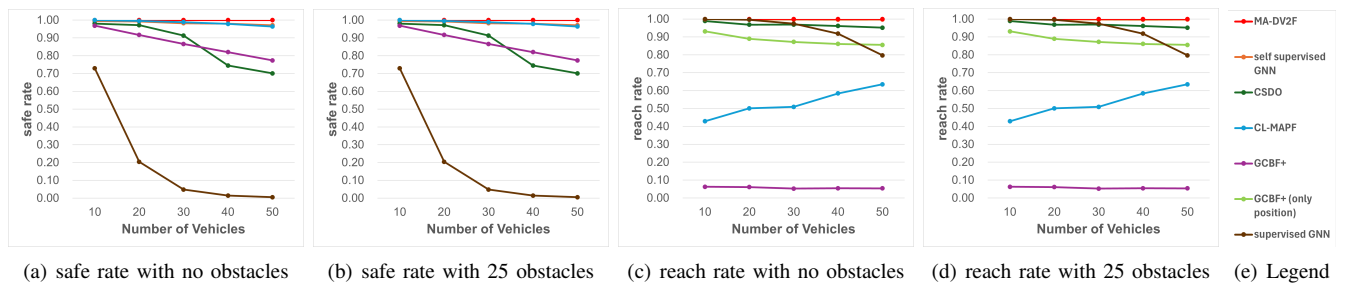 1.00
0.90
0.80
0.70
0.60
0.50
0.40
0.30
0.20
0.10
0.00
safe rate
10 20 30 40 50
Number of Vehicles
(a) safe rate with no obstacles
1.00
0.90
0.80
0.70
0.60
0.50
0.40
0.30
0.20
0.10
0.00
safe rate
10 20 30 40 50
Number of Vehicles
(b) safe rate with 25 obstacles
1.00
0.90
0.80
0.70
0.60
0.50
0.40
0.30
0.20
0.10
0.00
reach rate
10 20 30 40 50
Number of Vehicles
(c) reach rate with no obstacles
1.00
0.90
0.80
0.70
0.60
0.50
0.40
0.30
0.20
0.10
0.00
reach rate
10 20 30 40 50
Number of Vehicles
(d) reach rate with 25 obstacles
MA-DV2F
self supervised
GNN
CSDO
CL-MAPF
GCBF+
GCBF+ (only
position)
supervised GNN
(e) Legend